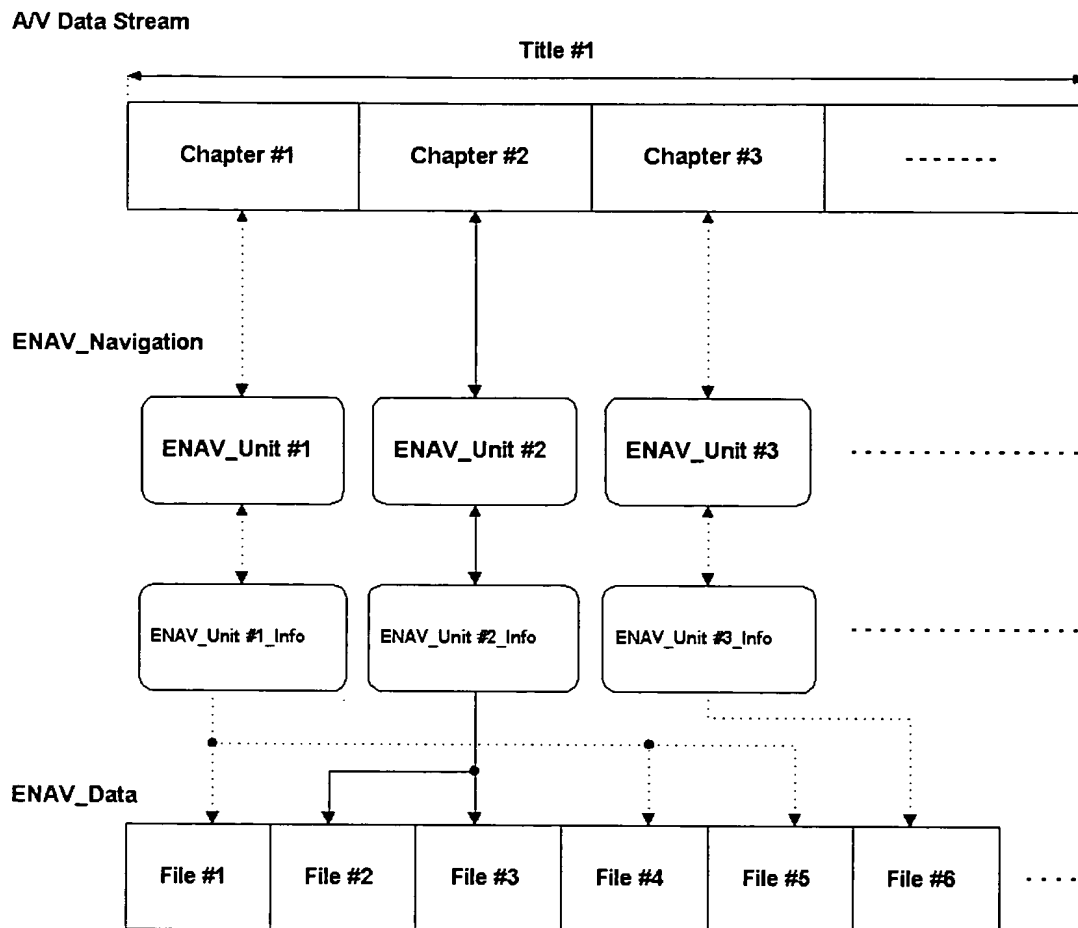 A/V Data Stream
Title #1
Chapter #1
Chapter #2
Chapter #3
ENAV_Navigation
ENAV_Unit #1
ENAV_Unit #2
ENAV_Unit #3
ENAV_Unit #1_Info
ENAV_Unit #2_Info
ENAV_Unit #3_Info
ENAV_Data
File #1
File #2
File #3
File #4
File #5
File #6